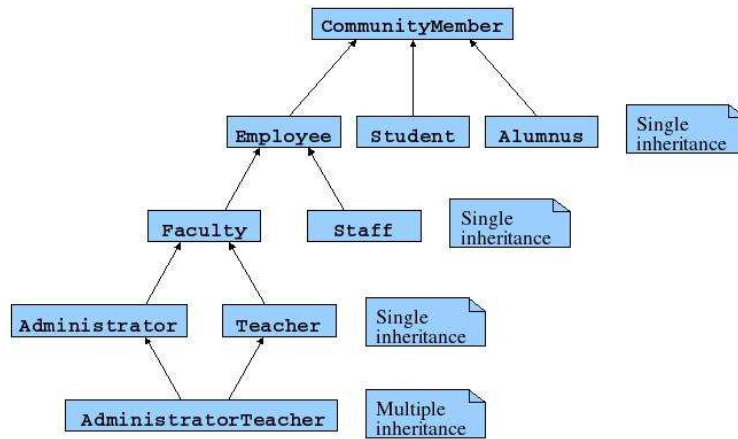 CommunityMember
Employee
Student
Alumnus
Single
inheritance
Faculty
Staff
Single
inheritance
Administrator
Teacher
Single
inheritance
AdministratorTeacher
Multiple
inheritance